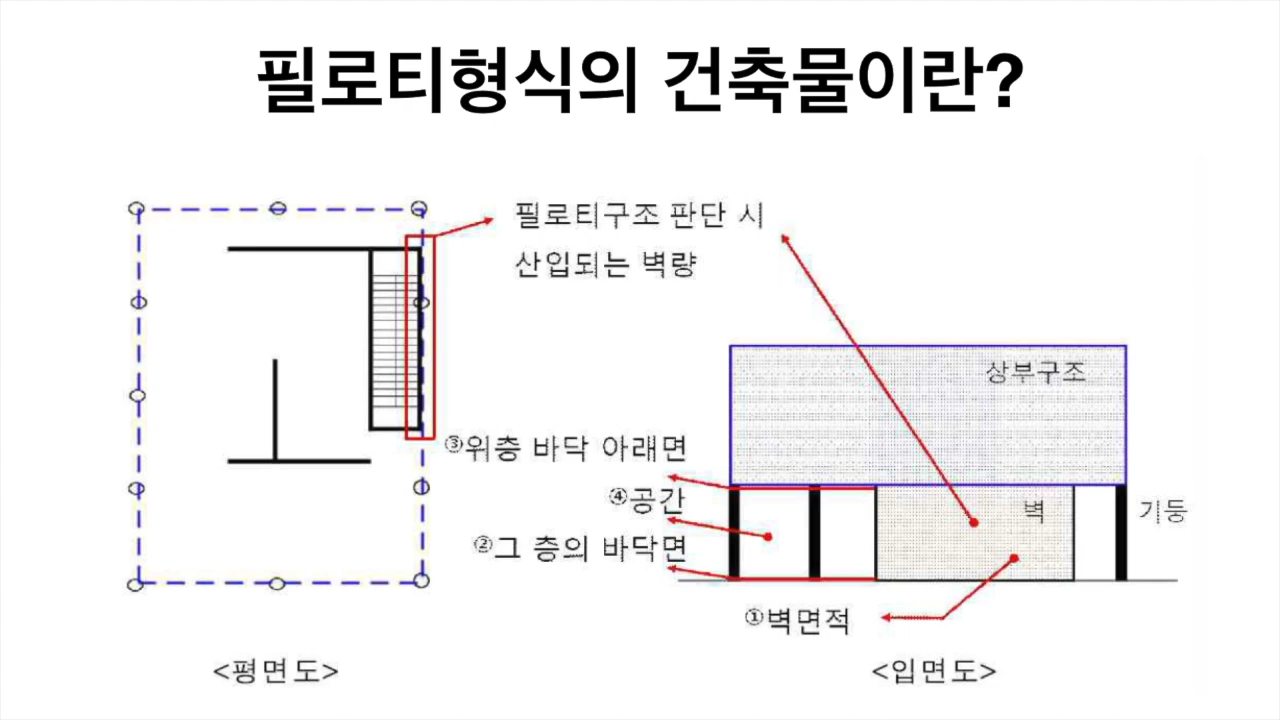 필로티형식의 건축물이란?
필로티구조 판단 시
산입되는 벽량
상부구조
③위층 바닥 아래면
④공간
②그 층의 바닥면
벽
기둥
①벽면적
<평면도>
<입면도>